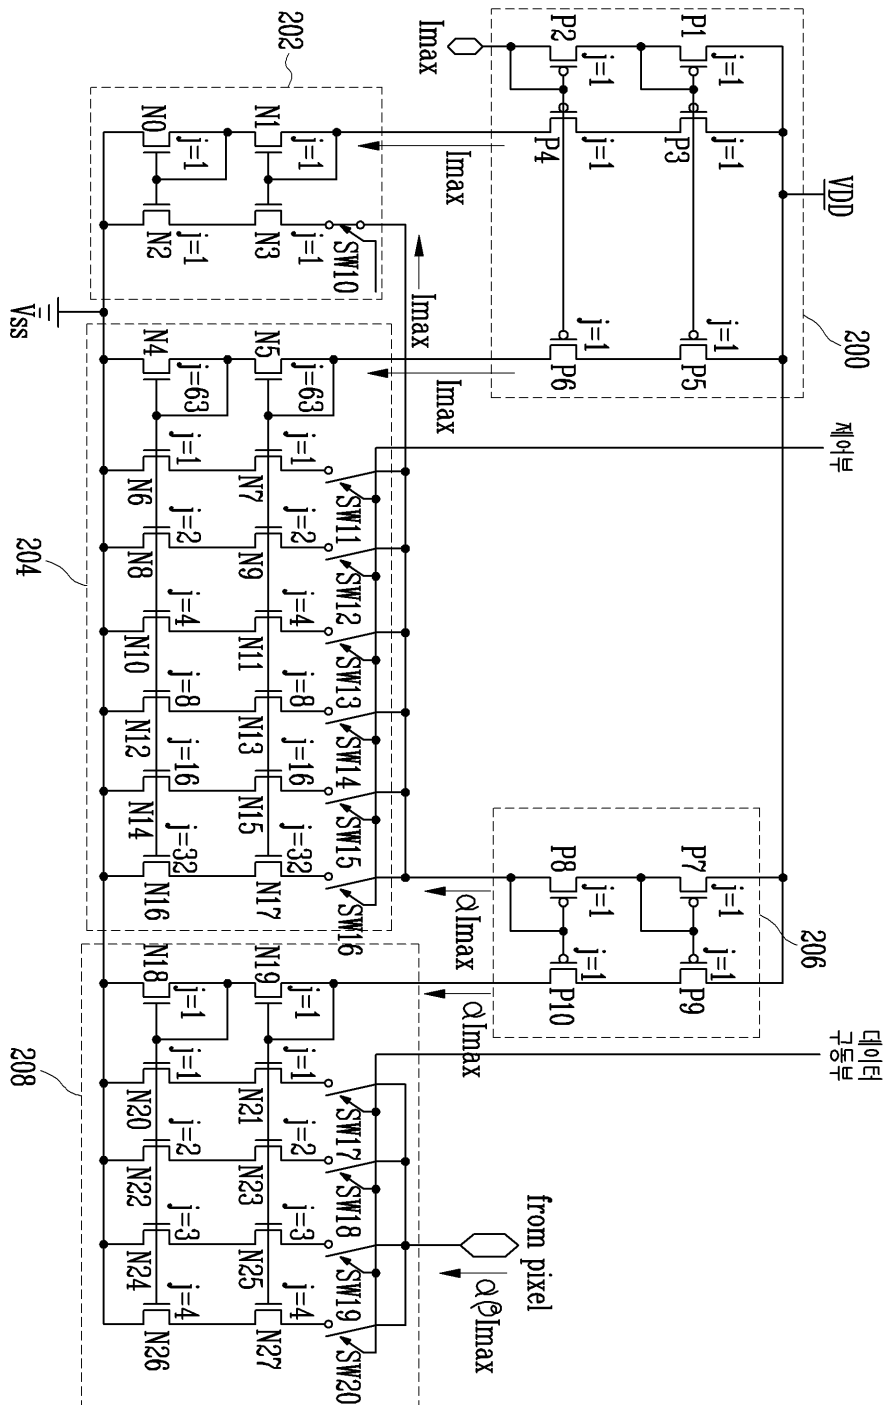 VDD
200
P1
j=1
j=1
P3
j=1
P5
P2
j=1
j=1
P4
j=1
P6
Imax
Imax
Imax
Imax
202
N1
j=1
j=1
N3
SW10
N0
j=1
j=1
N2
Vss
제어부
204
N5
j=63
j=1
N7
j=2
N9
j=4
N11
j=8
N13
j=16
N15
j=32
N17
SW11
SW12
SW13
SW14
SW15
SW16
N4
j=63
j=1
N6
j=2
N8
j=4
N10
j=8
N12
j=16
N14
j=32
N16
206
P7
j=1
j=1
P9
P8
j=1
j=1
P10
αImax
αImax
데이터
구동부
from pixel
αβImax
208
N19
j=1
j=1
N21
j=2
N23
j=3
N25
j=4
N27
SW17
SW18
SW19
SW20
N18
j=1
j=1
N20
j=2
N22
j=3
N24
j=4
N26